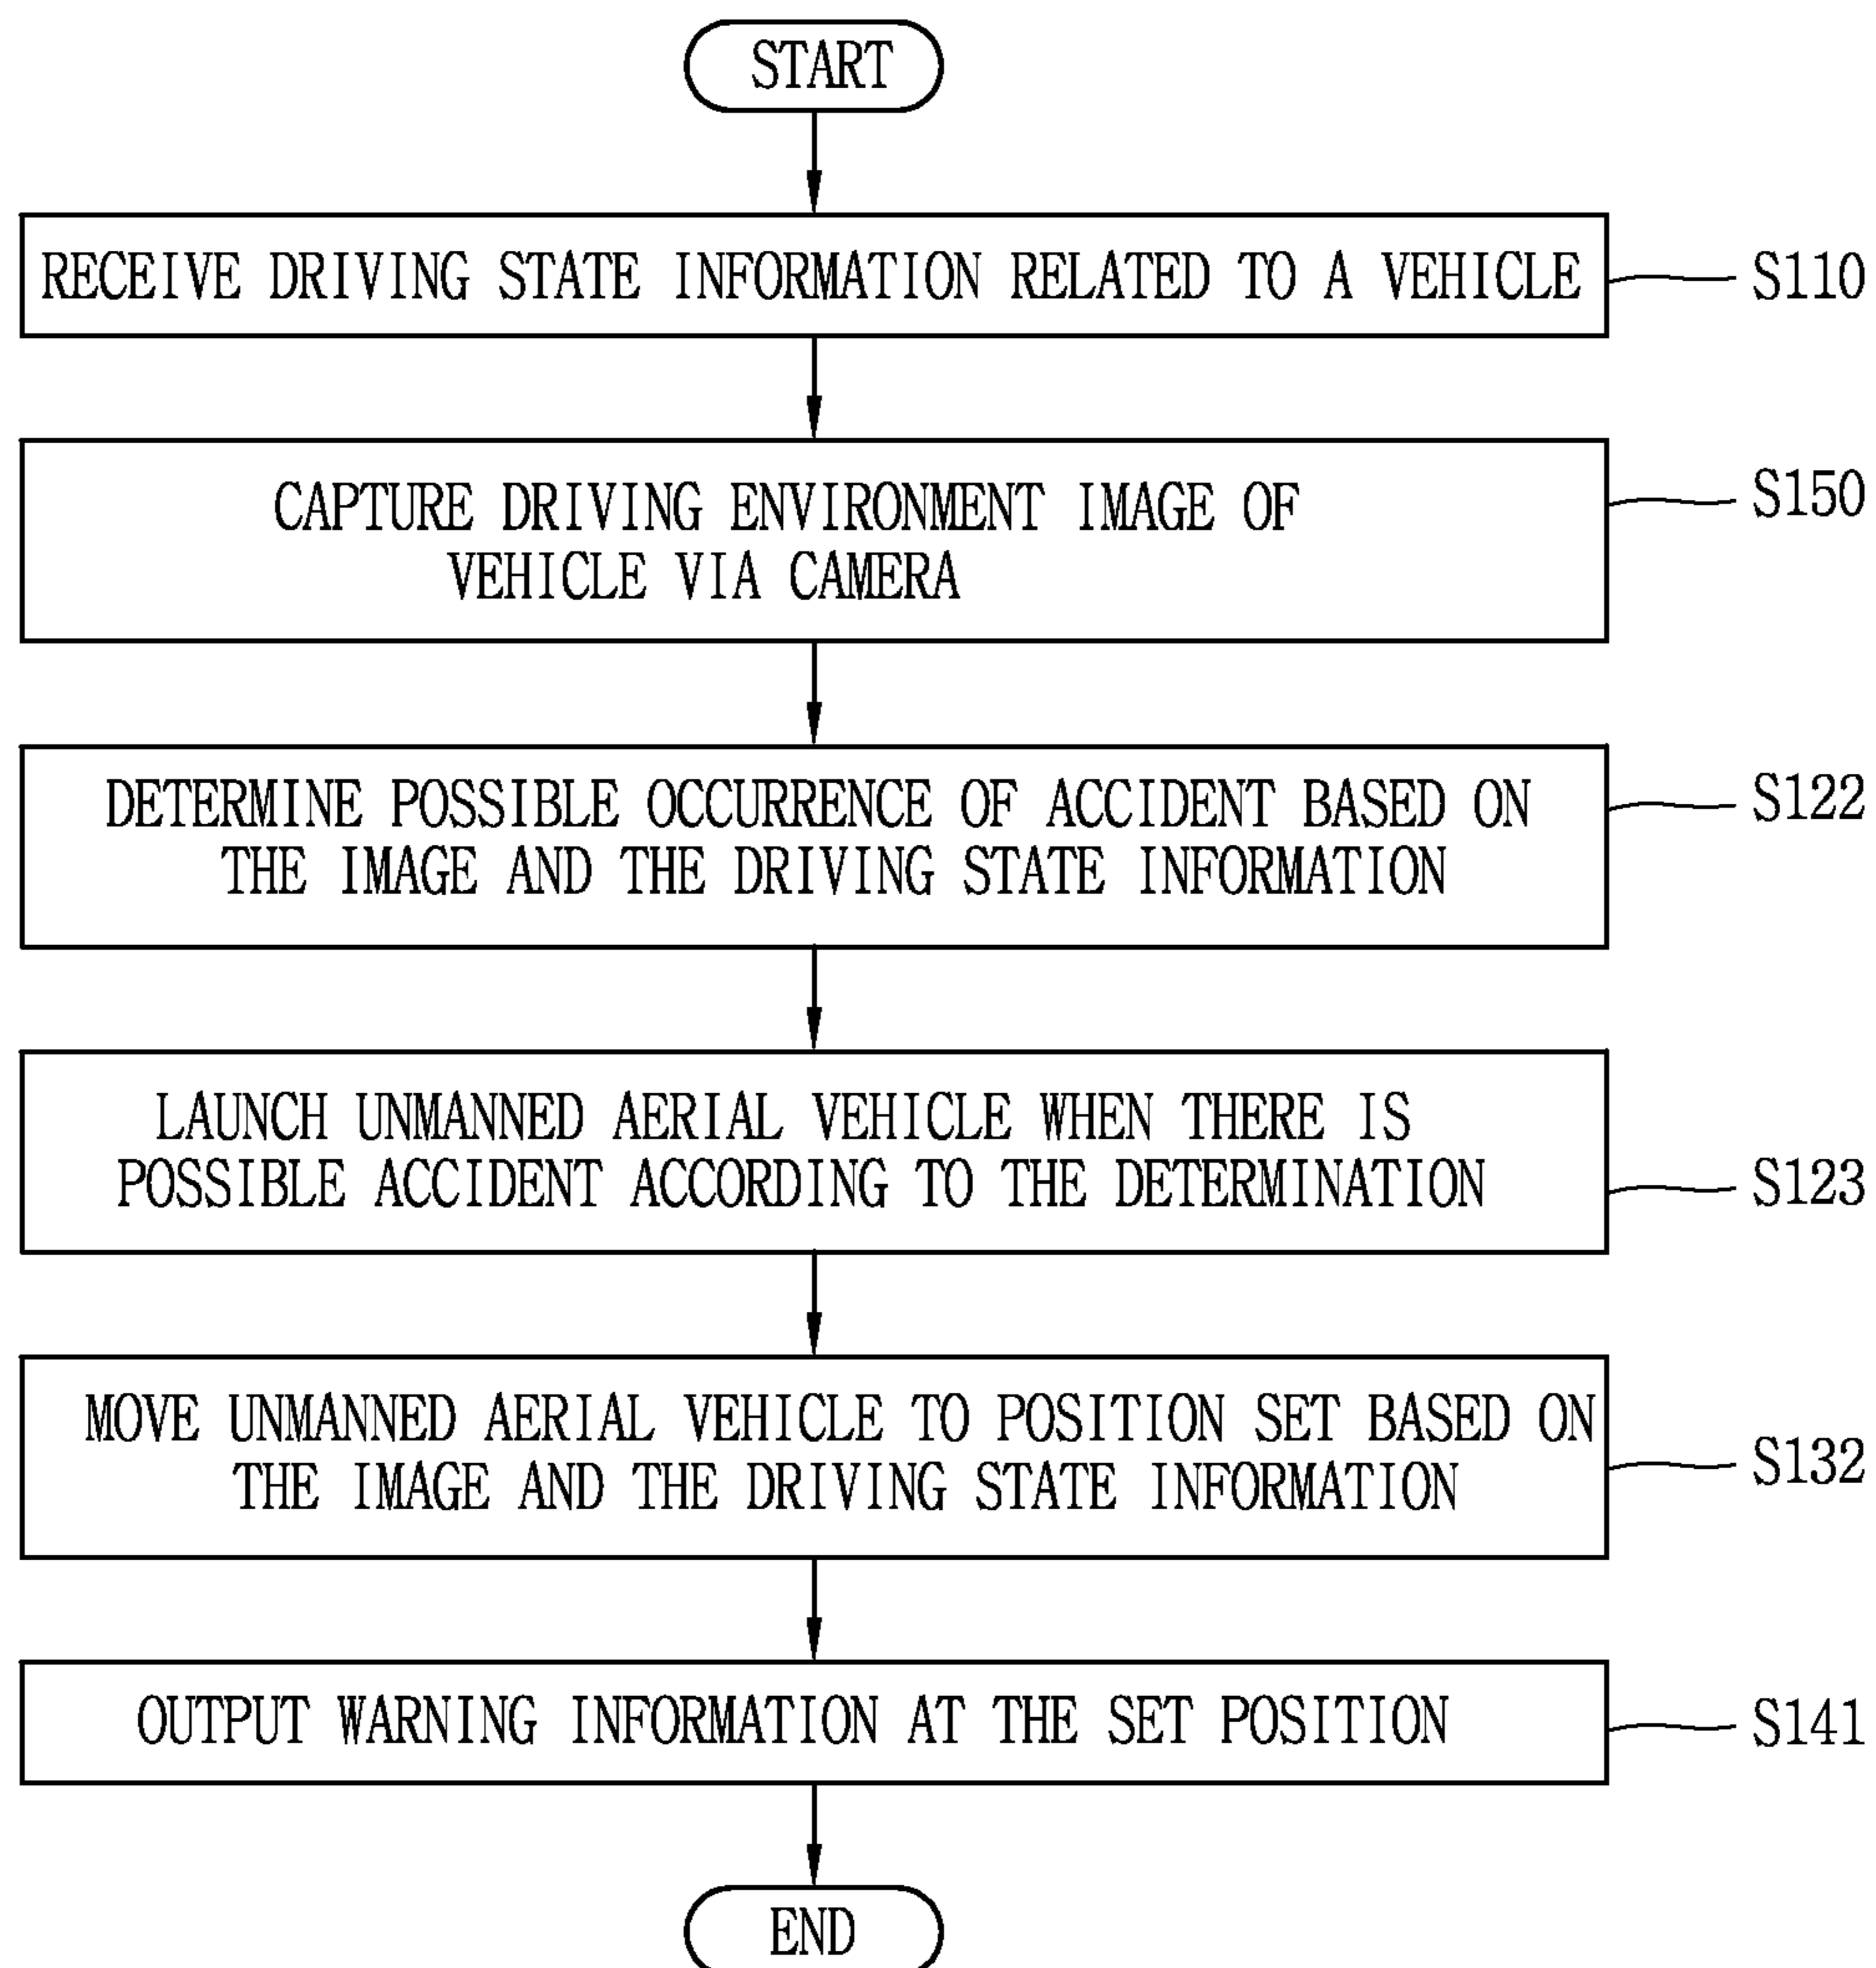 START
RECEIVE DRIVING STATE INFORMATION RELATED TO A VEHICLE
S110
CAPTURE DRIVING ENVIRONMENT IMAGE OF
VEHICLE VIA CAMERA
S150
DETERMINE POSSIBLE OCCURRENCE OF ACCIDENT BASED ON
THE IMAGE AND THE DRIVING STATE INFORMATION
S122
LAUNCH UNMANNED AERIAL VEHICLE WHEN THERE IS
POSSIBLE ACCIDENT ACCORDING TO THE DETERMINATION
S123
MOVE UNMANNED AERIAL VEHICLE TO POSITION SET BASED ON
THE IMAGE AND THE DRIVING STATE INFORMATION
S132
OUTPUT WARNING INFORMATION AT THE SET POSITION
S141
END